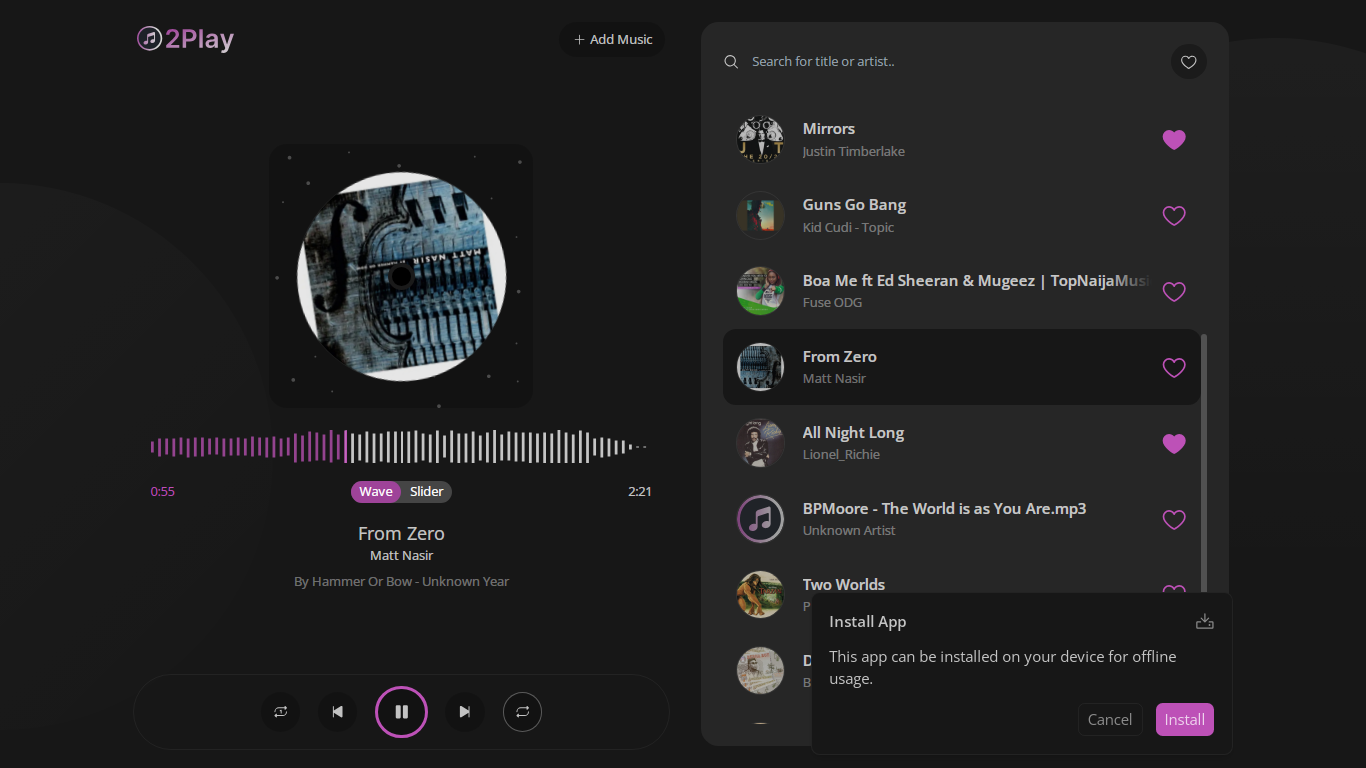 2Play
+ Add Music
MATT NASIR
0:55
Wave
Slider
2:21
From Zero
Matt Nasir
By Hammer Or Bow - Unknown Year
Search for title or artist..
Mirrors
Justin Timberlake
Guns Go Bang
Kid Cudi - Topic
Boa Me ft Ed Sheeran & Mugeez | TopNaijaMus
Fuse ODG
From Zero
Matt Nasir
All Night Long
Lionel_Richie
BPMoore - The World is as You Are.mp3
Unknown Artist
Two Worlds
P
D
B
Install App
This app can be installed on your device for offline
usage.
Cancel
Install